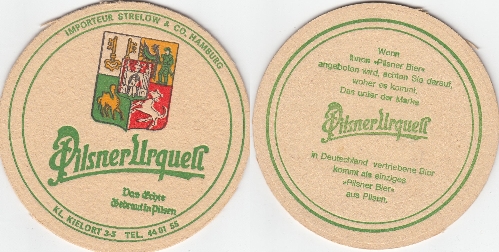 IMPORTEUR STRELOW & CO. HAMBURG
Pilsner Urquell
Das Echte
Gebraut in Pilsen
KL. KIELORT 3-5 TEL. 44 01 55
Wenn
Ihnen »Pilsner Bier«
angeboten wird, achten Sie darauf,
woher es kommt.
Das unter der Marke
Pilsner Urquell
in Deutschland vertriebene Bier
kommt als einziges
»Pilsner Bier«
aus Pilsen.